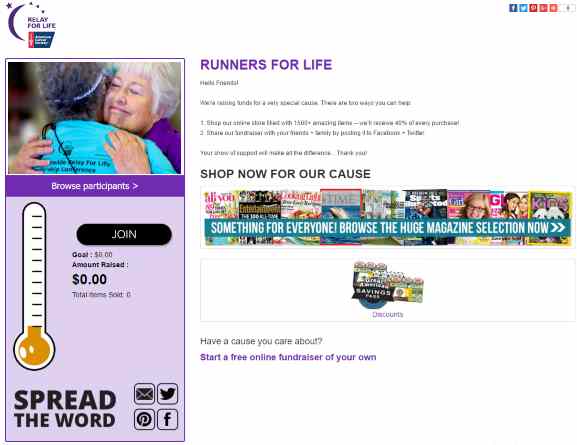 RELAY
FOR LIFE
American
Cancer
Society
RUNNERS FOR LIFE
Hello Friends!
We're raising funds for a very special cause. There are two ways you can help:
1. Shop our online store filled with 1500+ amazing items – we'll receive 40% of every purchase!
2. Share our fundraiser with your friends + family by posting it to Facebook + Twitter.
Your show of support will make all the difference... Thank you!
SHOP NOW FOR OUR CAUSE
TIME
SOMETHING FOR EVERYONE! BROWSE THE HUGE MAGAZINE SELECTION NOW >>
Great
American
SAVINGS
PASS
Discounts
Have a cause you care about?
Start a free online fundraiser of your own
Browse participants >
JOIN
Goal : $0.00
Amount Raised :
$0.00
Total Items Sold: 0
SPREAD
THE WORD